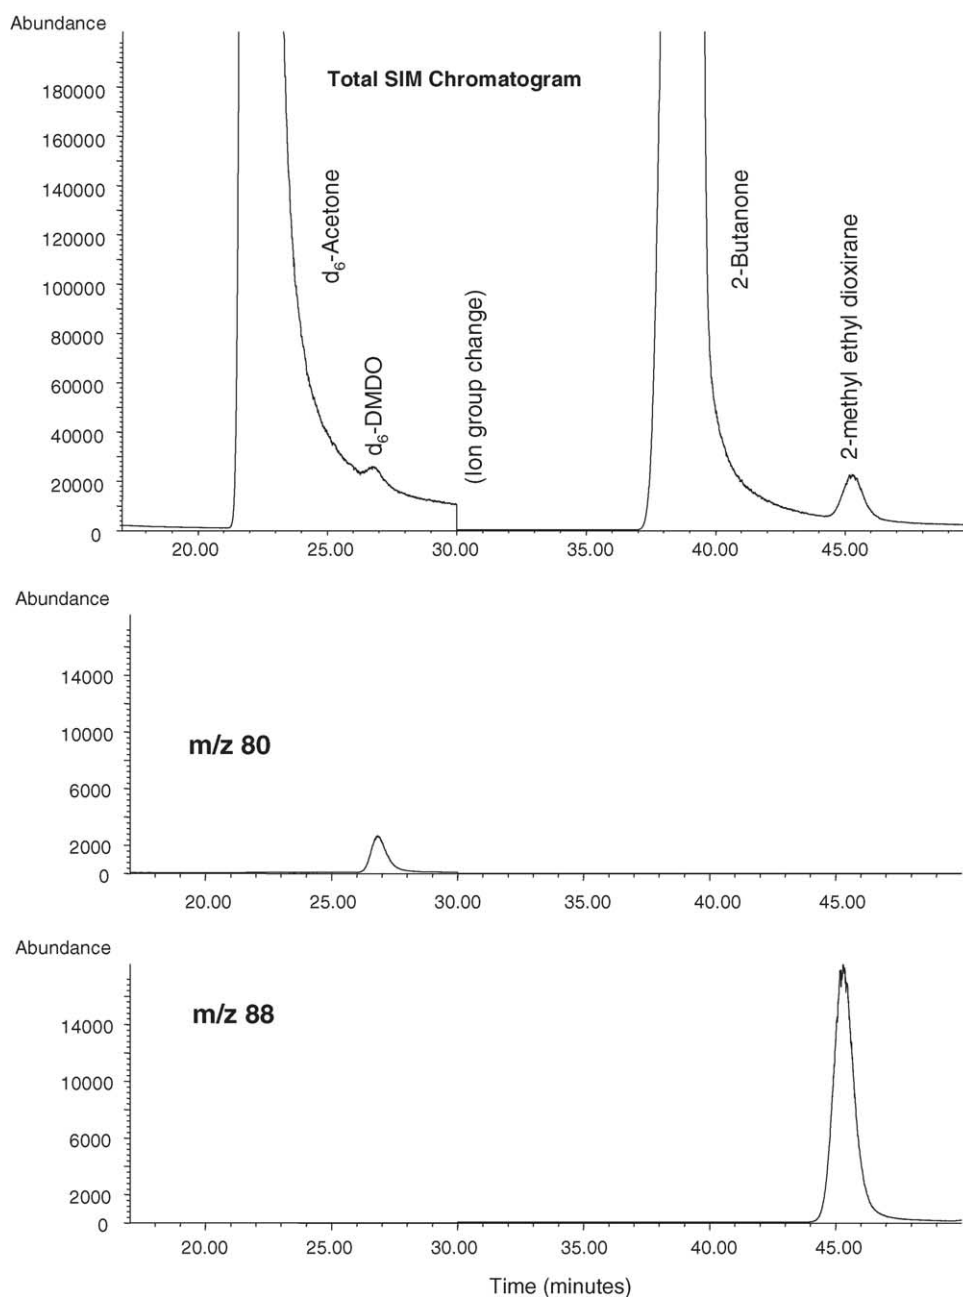 Abundance
Total SIM Chromatogram
180000
160000
140000
120000
100000
80000
60000
40000
20000
0
d6-Acetone
d6-DMDO
(Ion group change)
2-Butanone
2-methyl ethyl dioxirane
20.00 25.00 30.00 35.00 40.00 45.00
Abundance
14000
10000
6000
2000
0
m/z 80
20.00 25.00 30.00 35.00 40.00 45.00
Abundance
14000
10000
6000
2000
0
m/z 88
20.00 25.00 30.00 35.00 40.00 45.00
Time (minutes)